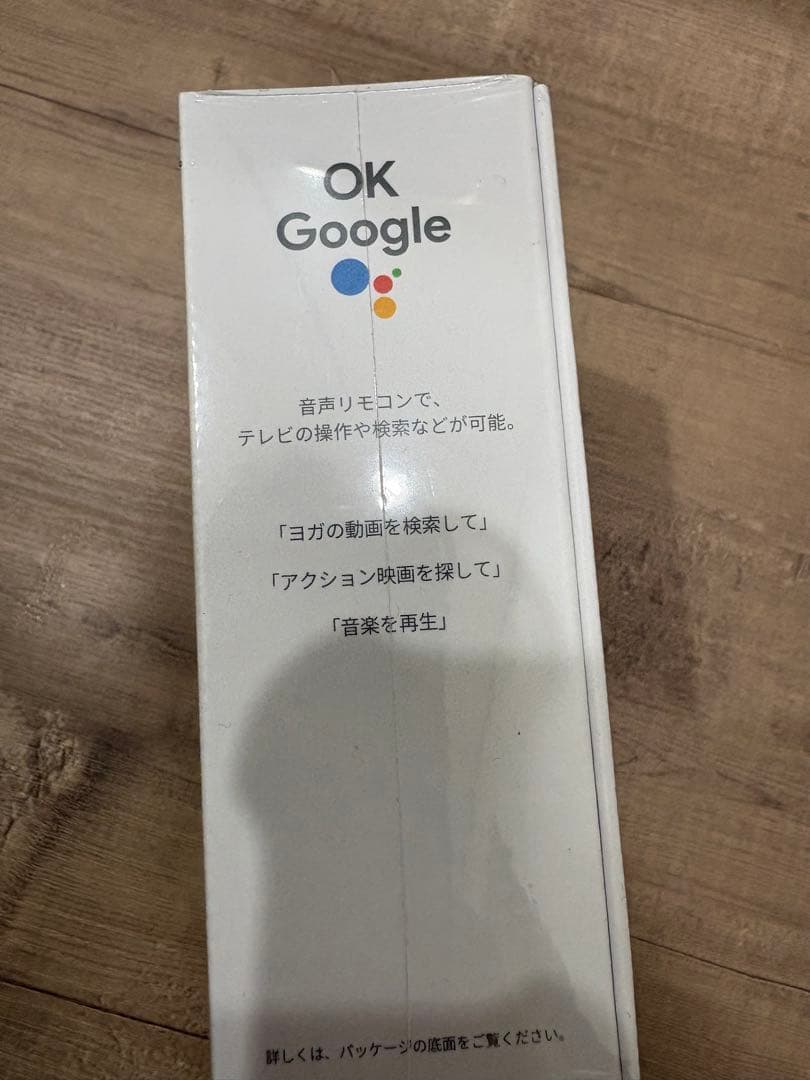 OK
Google
音声リモコンで、
テレビの操作や検索などが可能。
「ヨガの動画を検索して」
「アクション映画を探して」
「音楽を再生」
詳しくは、パッケージの底面をご覧ください。